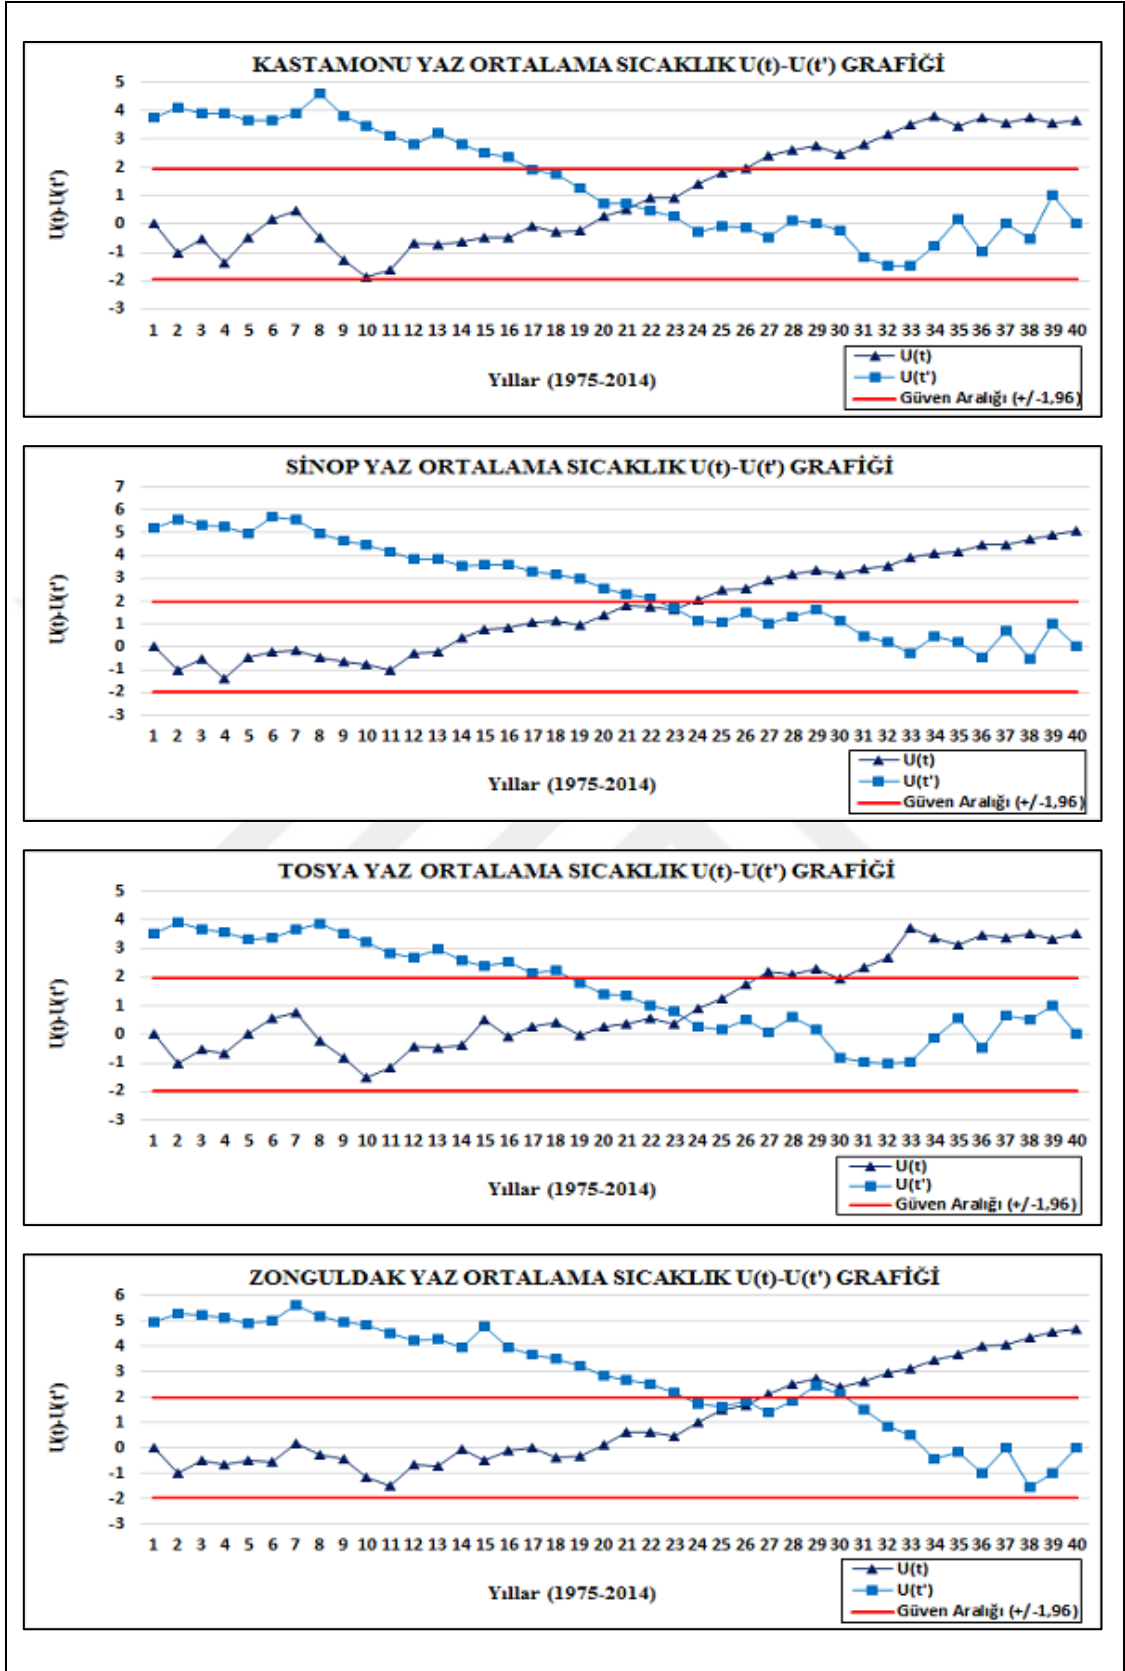 KASTAMONU YAZ ORTALAMA SICAKLIK U(t)-U(t') GRAFİĞİ
5
4
3
2
1
0
-1
-2
-3
U(t)-U(t')
1 2 3 4 5 6 7 8 9 10 11 12 13 14 15 16 17 18 19 20 21 22 23 24 25 26 27 28 29 30 31 32 33 34 35 36 37 38 39 40
Yıllar (1975-2014)
U(t)
U(t')
Güven Aralığı (+/-1,96)
SİNOP YAZ ORTALAMA SICAKLIK U(t)-U(t') GRAFİĞİ
7
6
5
4
3
2
1
0
-1
-2
-3
U(t)-U(t')
1 2 3 4 5 6 7 8 9 10 11 12 13 14 15 16 17 18 19 20 21 22 23 24 25 26 27 28 29 30 31 32 33 34 35 36 37 38 39 40
Yıllar (1975-2014)
U(t)
U(t')
Güven Aralığı (+/-1,96)
TOSYA YAZ ORTALAMA SICAKLIK U(t)-U(t') GRAFİĞİ
5
4
3
2
1
0
-1
-2
-3
U(t)-U(t')
1 2 3 4 5 6 7 8 9 10 11 12 13 14 15 16 17 18 19 20 21 22 23 24 25 26 27 28 29 30 31 32 33 34 35 36 37 38 39 40
Yıllar (1975-2014)
U(t)
U(t')
Güven Aralığı (+/-1,96)
ZONGULDAK YAZ ORTALAMA SICAKLIK U(t)-U(t') GRAFİĞİ
6
5
4
3
2
1
0
-1
-2
-3
U(t)-U(t')
1 2 3 4 5 6 7 8 9 10 11 12 13 14 15 16 17 18 19 20 21 22 23 24 25 26 27 28 29 30 31 32 33 34 35 36 37 38 39 40
Yıllar (1975-2014)
U(t)
U(t')
Güven Aralığı (+/-1,96)